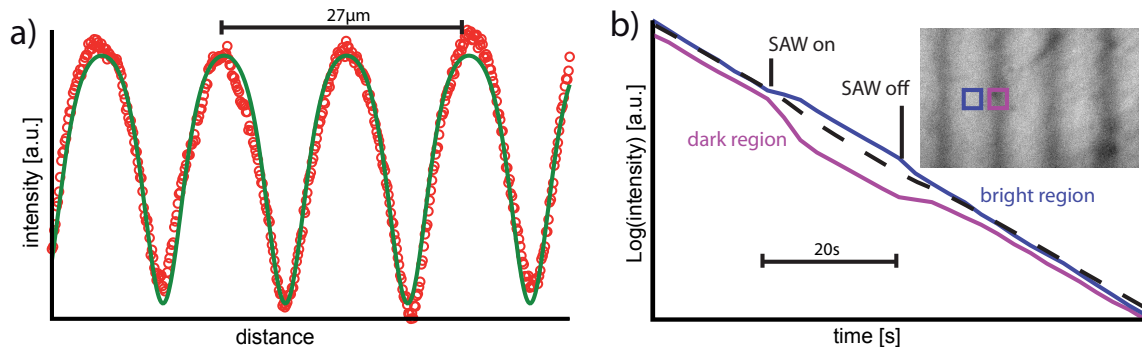 a)
27μm
intensity [a.u.]
distance
b)
SAW on
SAW off
dark region
bright region
20s
Log(intensity) [a.u.]
time [s]